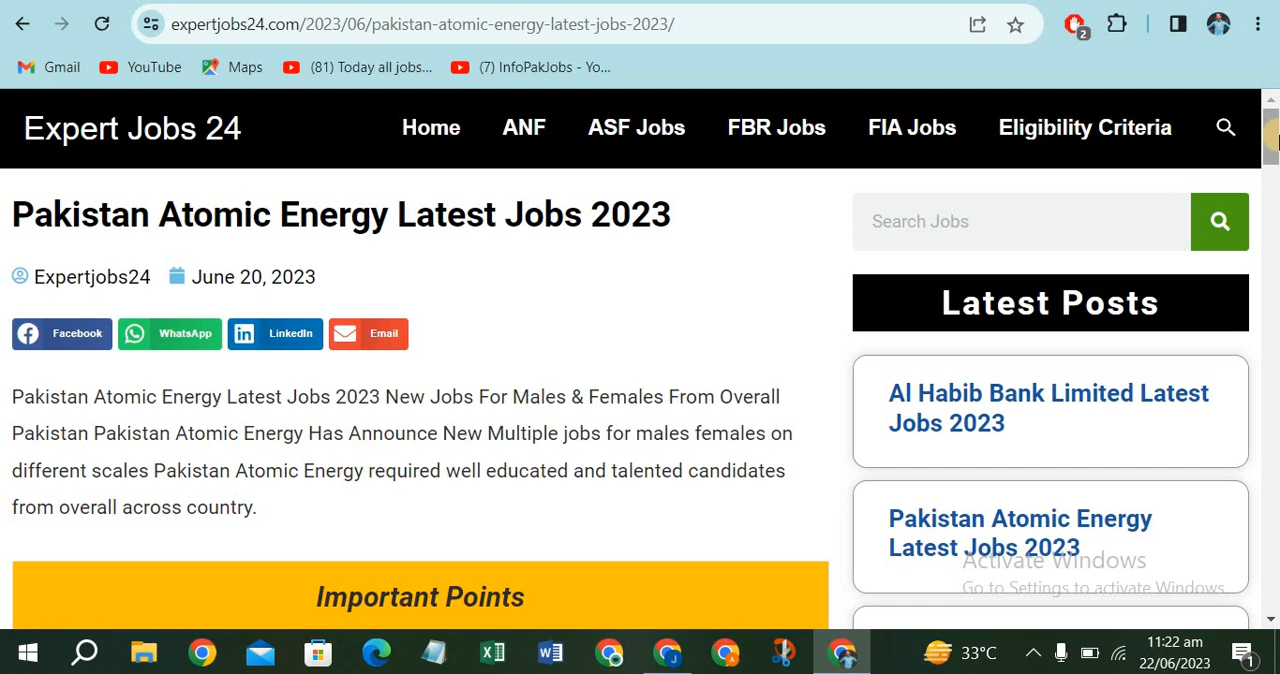 expertjobs24.com/2023/06/pakistan-atomic-energy-latest-jobs-2023/
2
Gmail YouTube Maps (81) Today all jobs... (7) InfoPakJobs - Yo...
Expert Jobs 24 Home ANF ASF Jobs FBR Jobs FIA Jobs Eligibility Criteria
Pakistan Atomic Energy Latest Jobs 2023
Expertjobs24 June 20, 2023
Facebook WhatsApp LinkedIn Email
Pakistan Atomic Energy Latest Jobs 2023 New Jobs For Males & Females From Overall
Pakistan Pakistan Atomic Energy Has Announce New Multiple jobs for males females on
different scales Pakistan Atomic Energy required well educated and talented candidates
from overall across country.
Important Points
Search Jobs
Latest Posts
Al Habib Bank Limited Latest
Jobs 2023
Pakistan Atomic Energy
Latest Jobs 2023
Activate Windows
Go to Settings to activate Windows.
33°C
11:22 am
22/06/2023
1